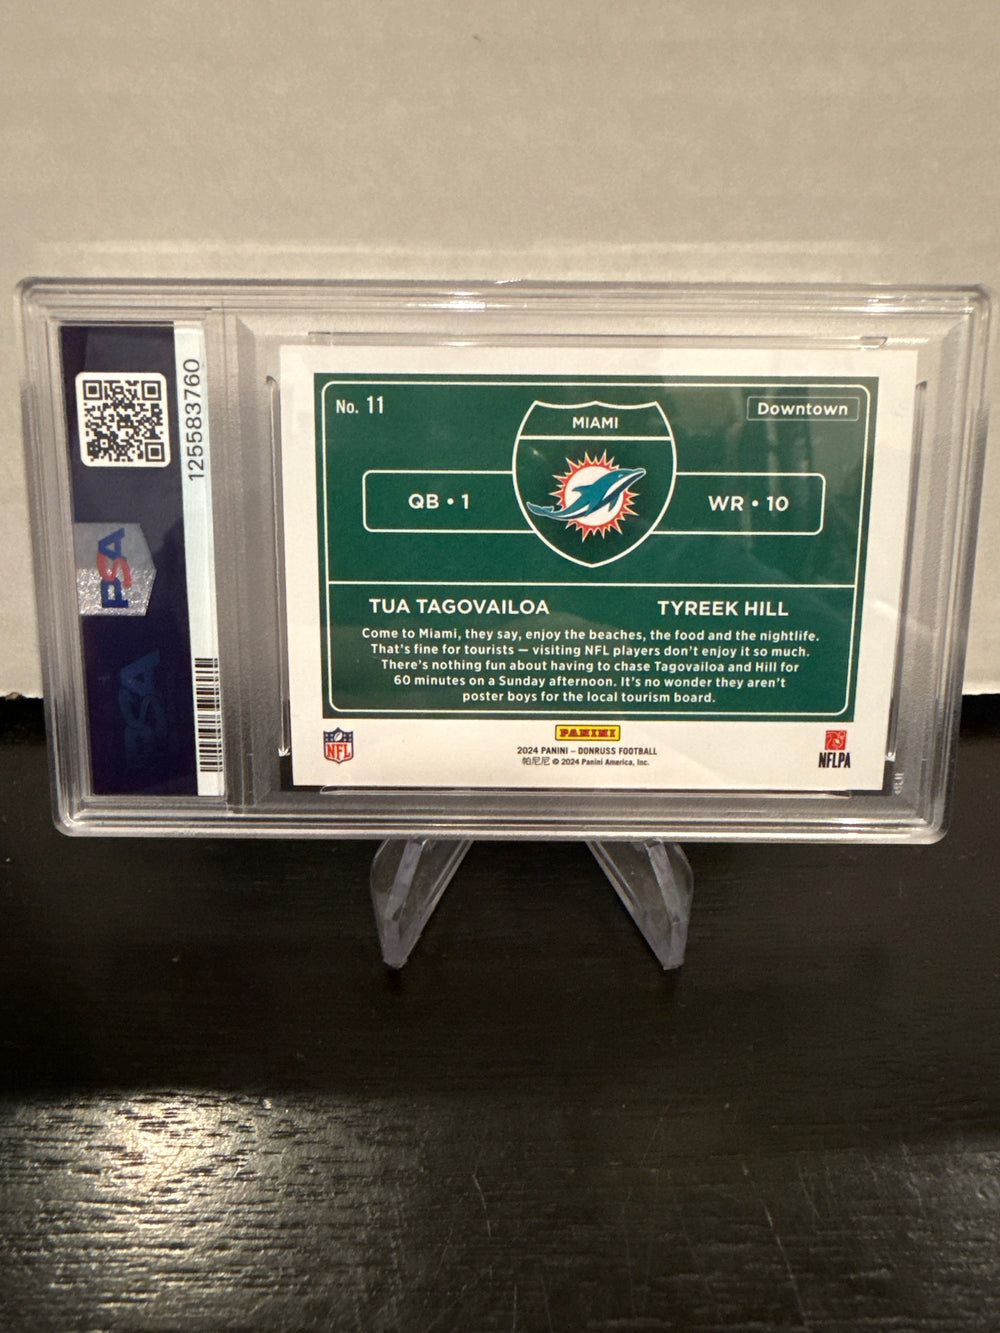 125583760
PSA
PSA
No. 11
MIAMI
Downtown
QB • 1
WR • 10
TUA TAGOVAILOA
TYREEK HILL
Come to Miami, they say, enjoy the beaches, the food and the nightlife.
That's fine for tourists — visiting NFL players don't enjoy it so much.
There's nothing fun about having to chase Tagovailoa and Hill for
60 minutes on a Sunday afternoon. It's no wonder they aren't
poster boys for the local tourism board.
NFL
PANINI
2024 PANINI – DONRUSS FOOTBALL
帕尼尼 © 2024 Panini America, Inc.
NFLPA